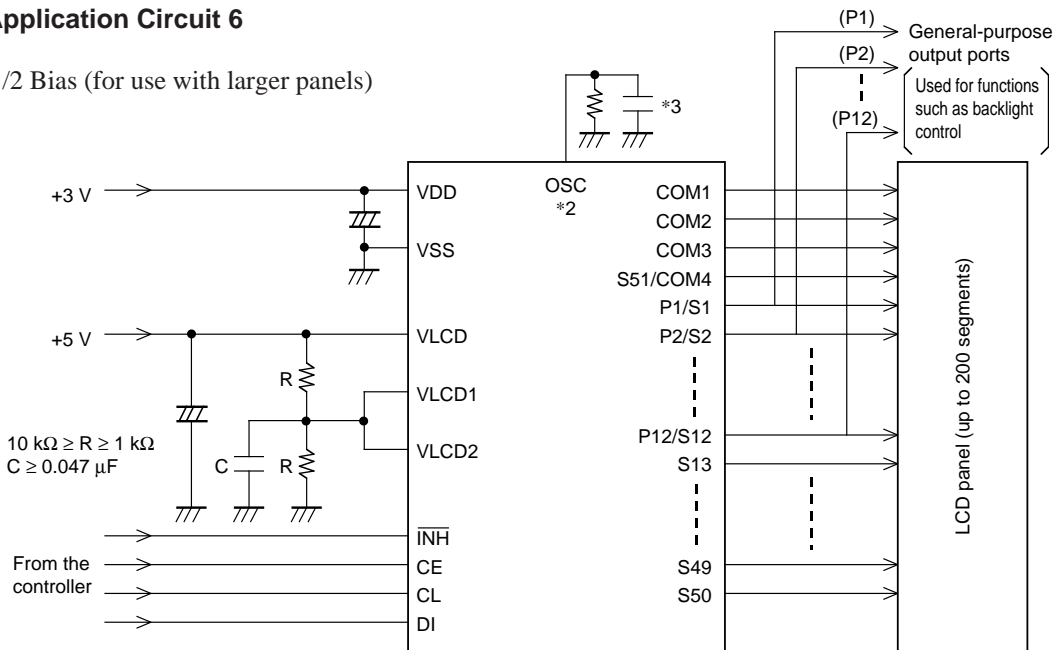 pplication Circuit 6
/2 Bias (for use with larger panels)
(P1)
General-purpose
output ports
(P2)
Used for functions
such as backlight
control
(P12)
*3
+3 V
VDD
OSC
*2
COM1
COM2
VSS
COM3
S51/COM4
P1/S1
+5 V
VLCD
P2/S2
R
VLCD1
10 kΩ ≥ R ≥ 1 kΩ
C ≥ 0.047 μF
C
R
VLCD2
P12/S12
S13
LCD panel (up to 200 segments)
INH
From the
controller
CE
S49
CL
S50
DI